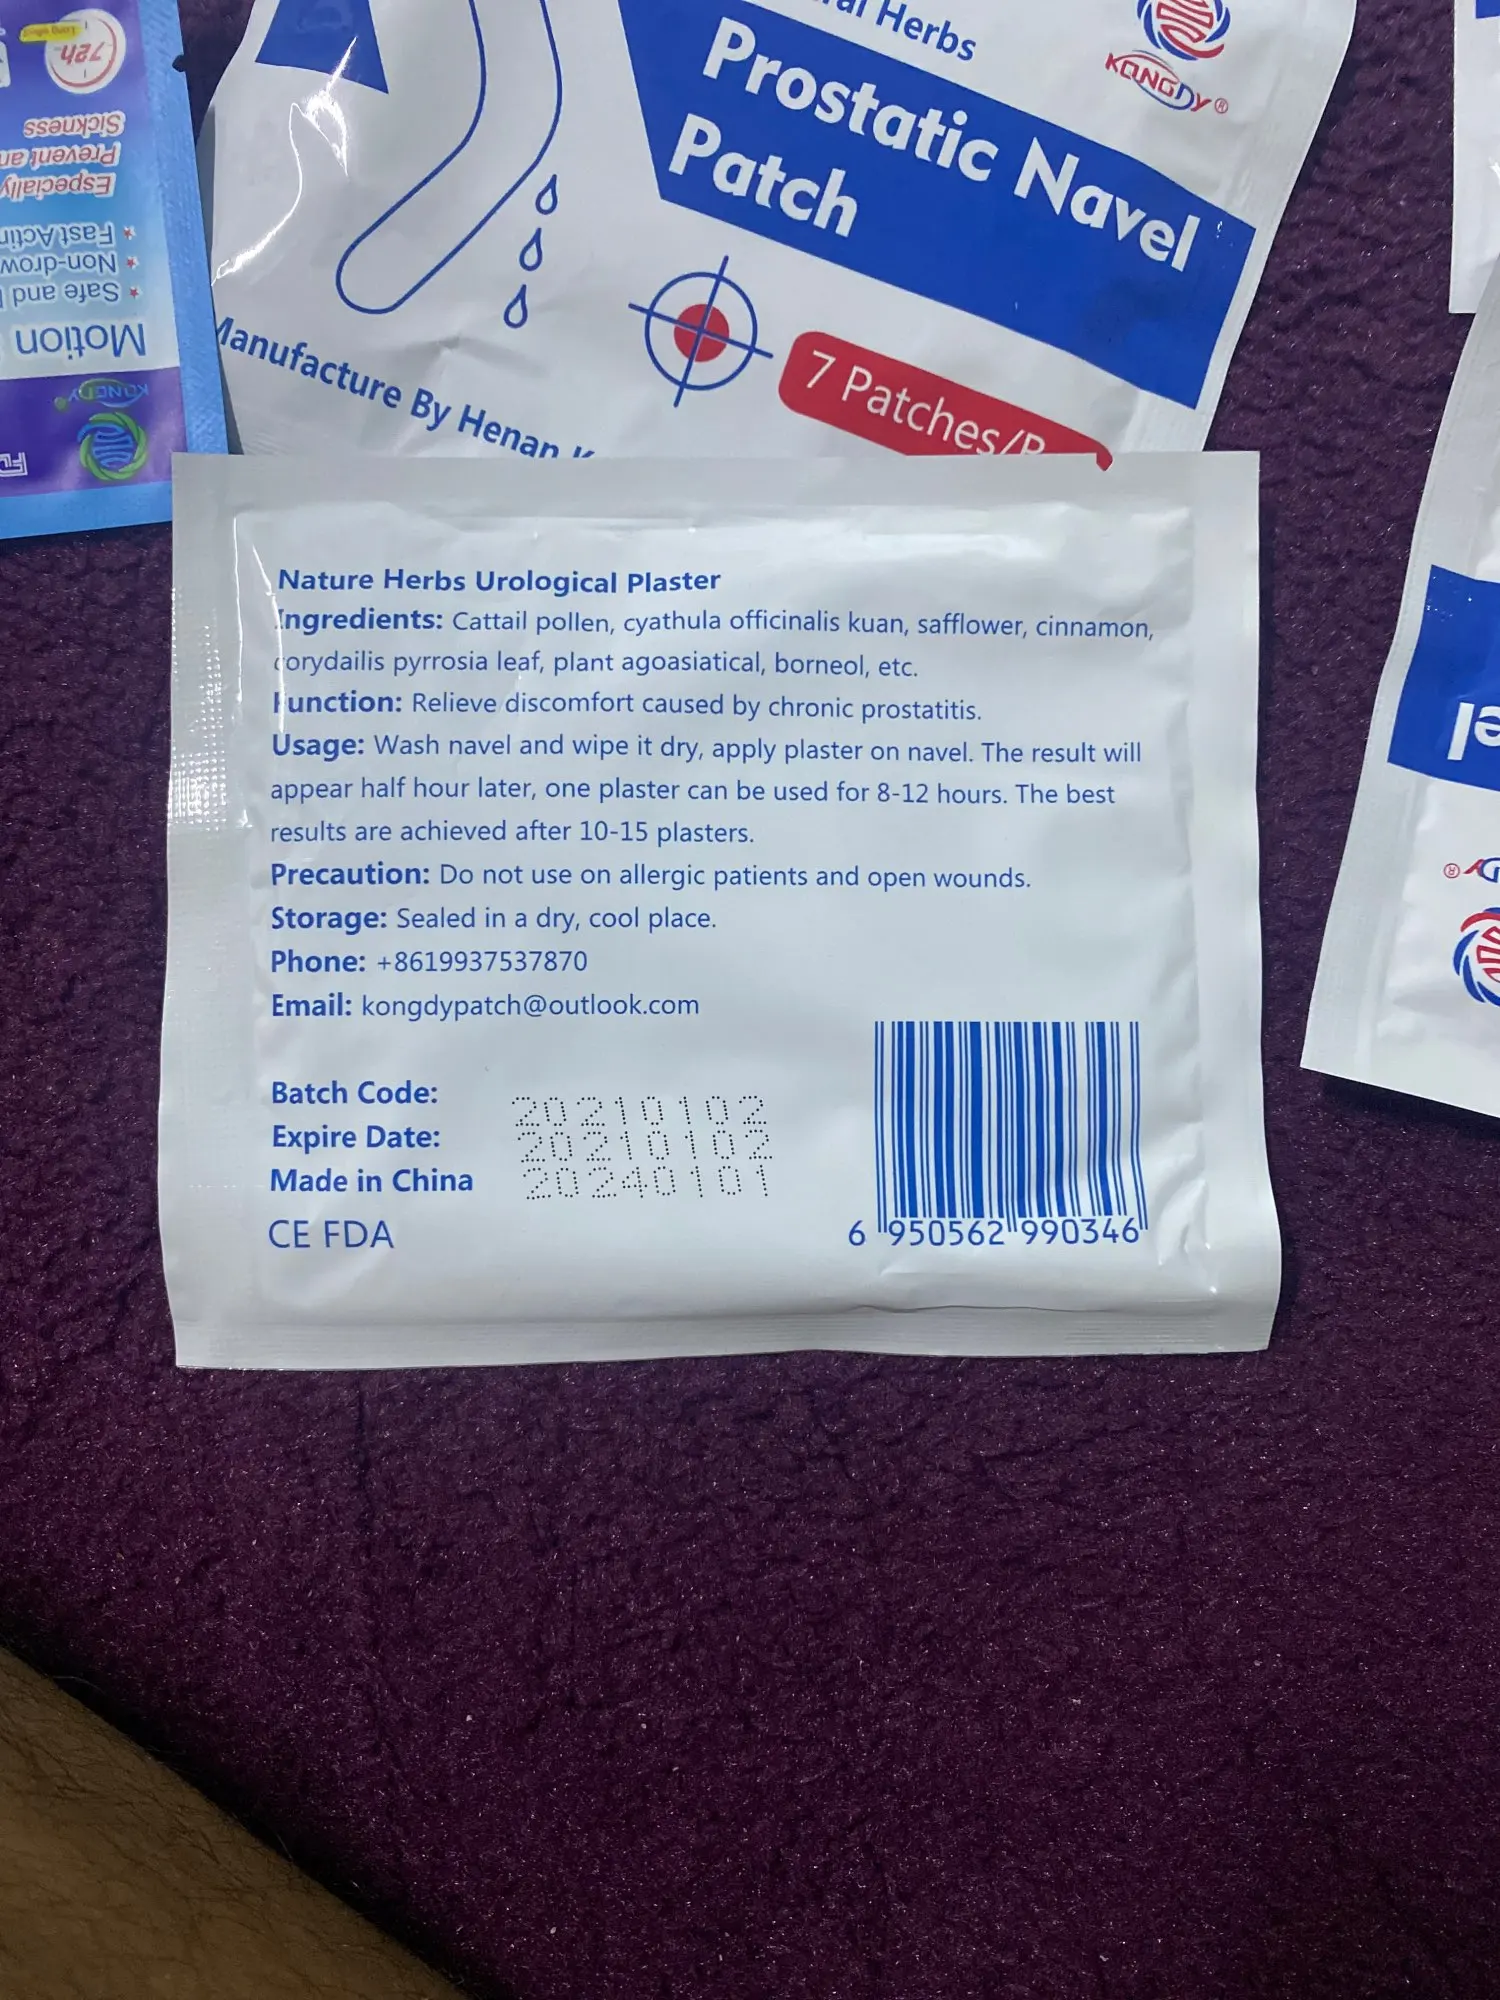 72h
Sickness
Prevent
Especially
Fast
Safe and
Motion
KONGDY
Herbs
KONGDY®
Prostatic Navel
Patch
7 Patches/
Manufacture By Henan
Nature Herbs Urological Plaster
Ingredients: Cattail pollen, cyathula officinalis kuan, safflower, cinnamon,
corydailis pyrrosia leaf, plant agoasiatical, borneol, etc.
Function: Relieve discomfort caused by chronic prostatitis.
Usage: Wash navel and wipe it dry, apply plaster on navel. The result will
appear half hour later, one plaster can be used for 8-12 hours. The best
results are achieved after 10-15 plasters.
Precaution: Do not use on allergic patients and open wounds.
Storage: Sealed in a dry, cool place.
Phone: +8619937537870
Email: kongdypatch@outlook.com
Batch Code: 20210102
Expire Date: 20210102
Made in China 20240101
CE FDA
6 950562 990346